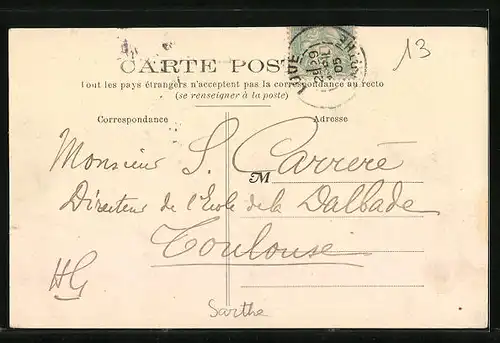 13
CARTE POST
Tout les pays étrangers n'acceptent pas la correspondance au recto
(se renseigner à la poste)
Correspondance
Adresse
Monsieur S. Carrère
M
Directeur de l'Ecole de la Dalbade
Toulouse
HG
Sarthe